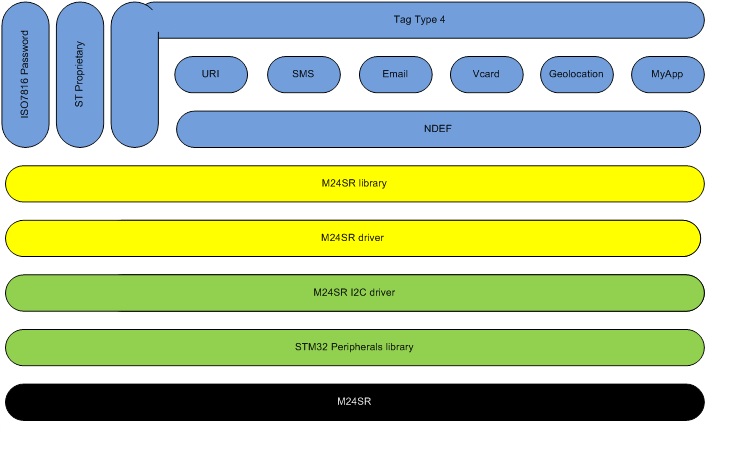 Tag Type 4
ISO7816 Password
ST Proprietary
URI
SMS
Email
Vcard
Geolocation
MyApp
NDEF
M24SR library
M24SR driver
M24SR I2C driver
STM32 Peripherals library
M24SR